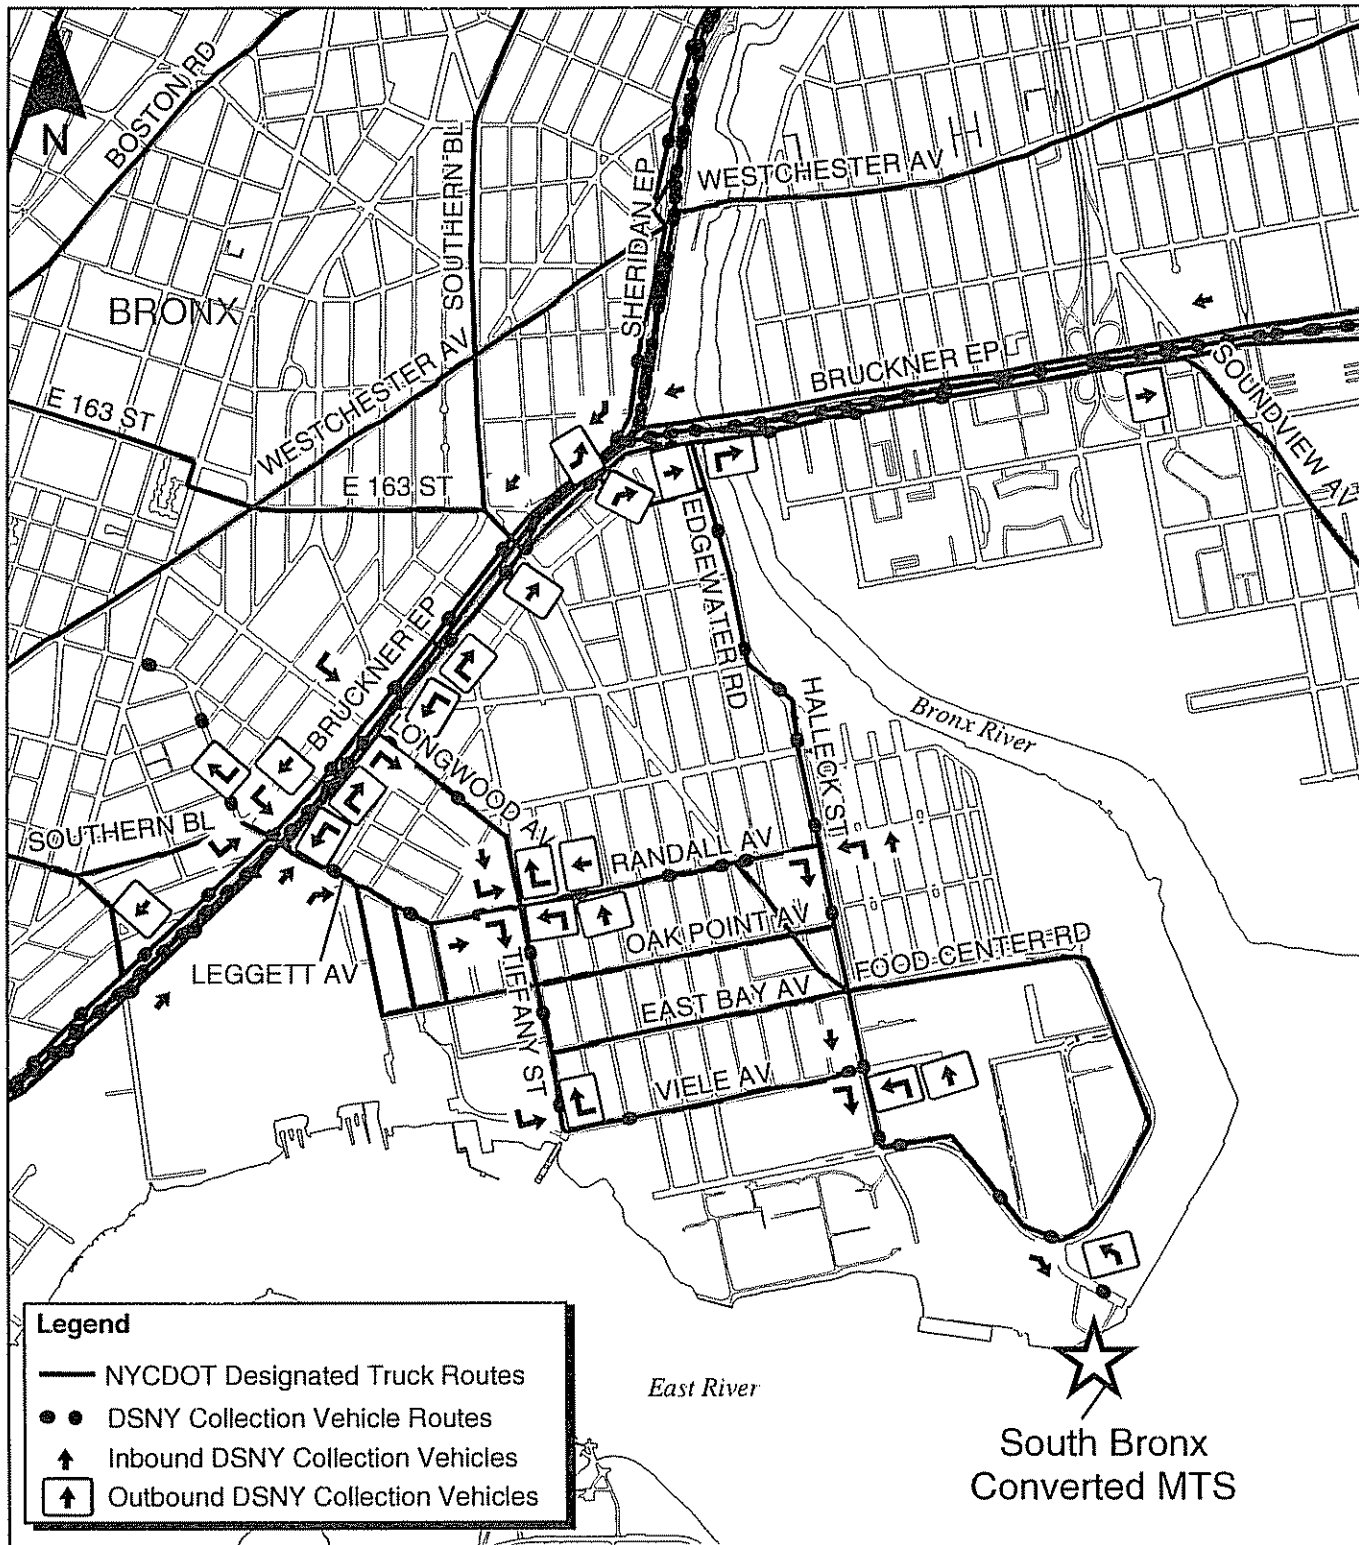 BOSTON RD
N
SOUTHERN BL
SHERIDAN EP
WESTCHESTER AV
BRONX
WESTCHESTER AV
BRUCKNER EP
SOUNDVIEW AV
E 163 ST
E 163 ST
EDGEWATER RD
BRUCKNER EP
HALLECK ST
Bronx River
LONGWOOD AV
SOUTHERN BL
RANDALL AV
OAK POINT AV
FOOD CENTER RD
LEGGETT AV
TIFFANY ST
EAST BAY AV
VIELE AV
Legend
NYCDOT Designated Truck Routes
DSNY Collection Vehicle Routes
Inbound DSNY Collection Vehicles
Outbound DSNY Collection Vehicles
East River
South Bronx
Converted MTS